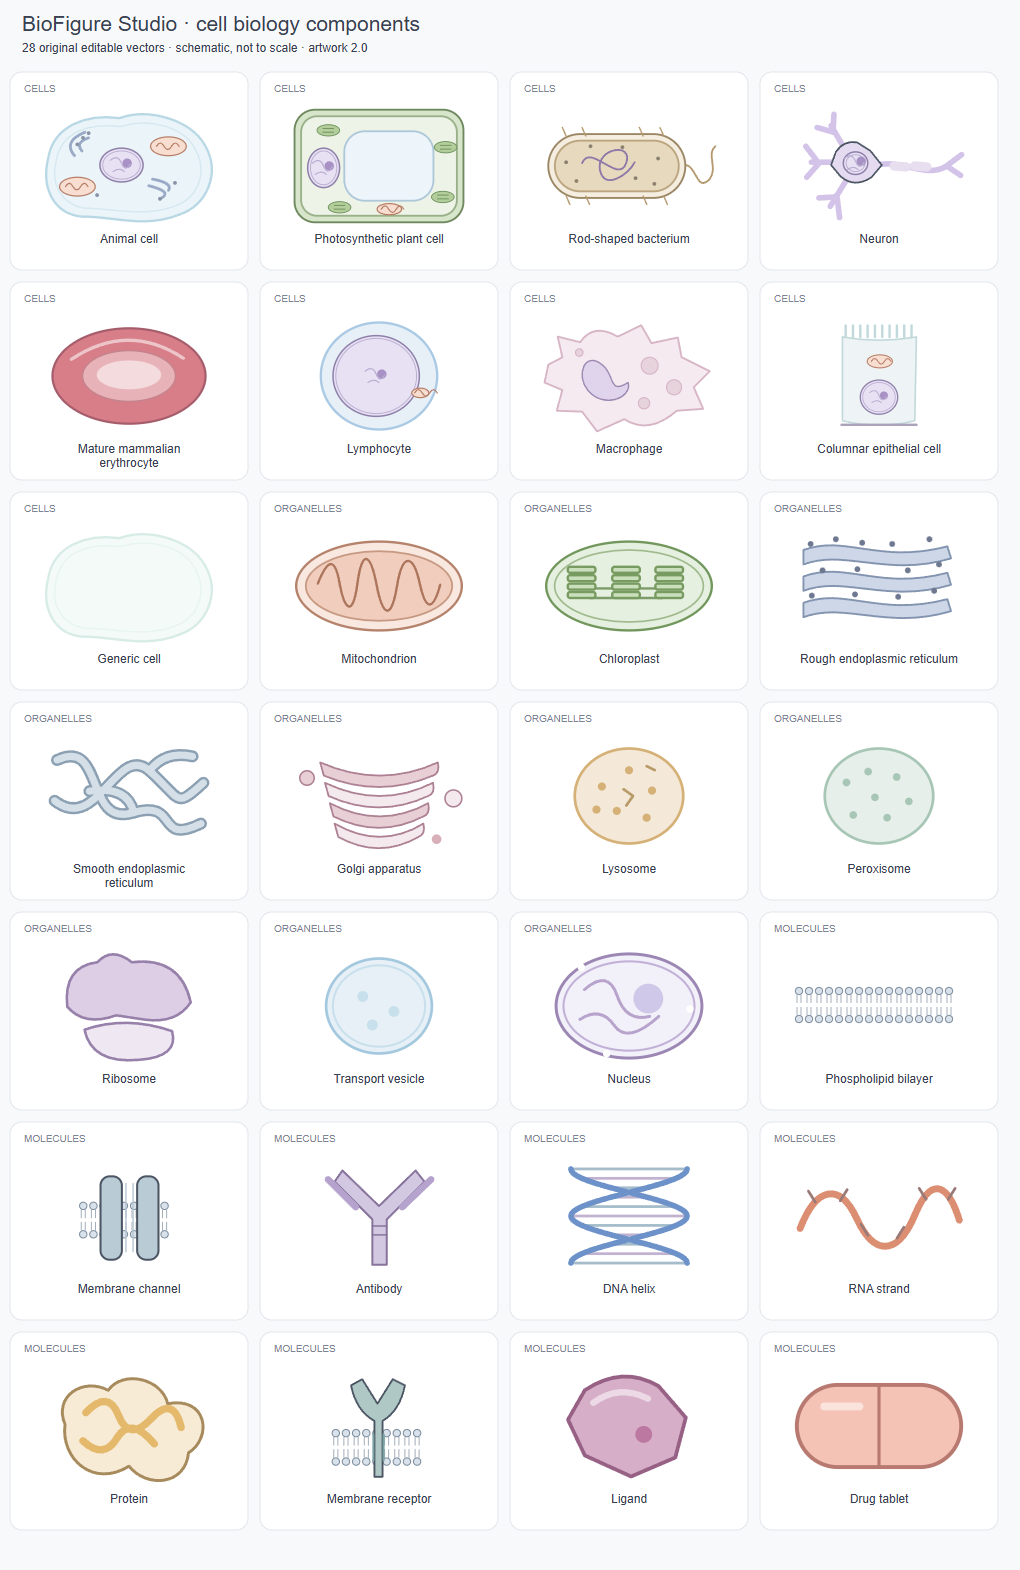 BioFigure Studio · cell biology components
28 original editable vectors · schematic, not to scale · artwork 2.0
CELLS
Animal cell
CELLS
Photosynthetic plant cell
CELLS
Rod-shaped bacterium
CELLS
Neuron
CELLS
Mature mammalian
erythrocyte
CELLS
Lymphocyte
CELLS
Macrophage
CELLS
Columnar epithelial cell
CELLS
Generic cell
ORGANELLES
Mitochondrion
ORGANELLES
Chloroplast
ORGANELLES
Rough endoplasmic reticulum
ORGANELLES
Smooth endoplasmic
reticulum
ORGANELLES
Golgi apparatus
ORGANELLES
Lysosome
ORGANELLES
Peroxisome
ORGANELLES
Ribosome
ORGANELLES
Transport vesicle
ORGANELLES
Nucleus
MOLECULES
Phospholipid bilayer
MOLECULES
Membrane channel
MOLECULES
Antibody
MOLECULES
DNA helix
MOLECULES
RNA strand
MOLECULES
Protein
MOLECULES
Membrane receptor
MOLECULES
Ligand
MOLECULES
Drug tablet